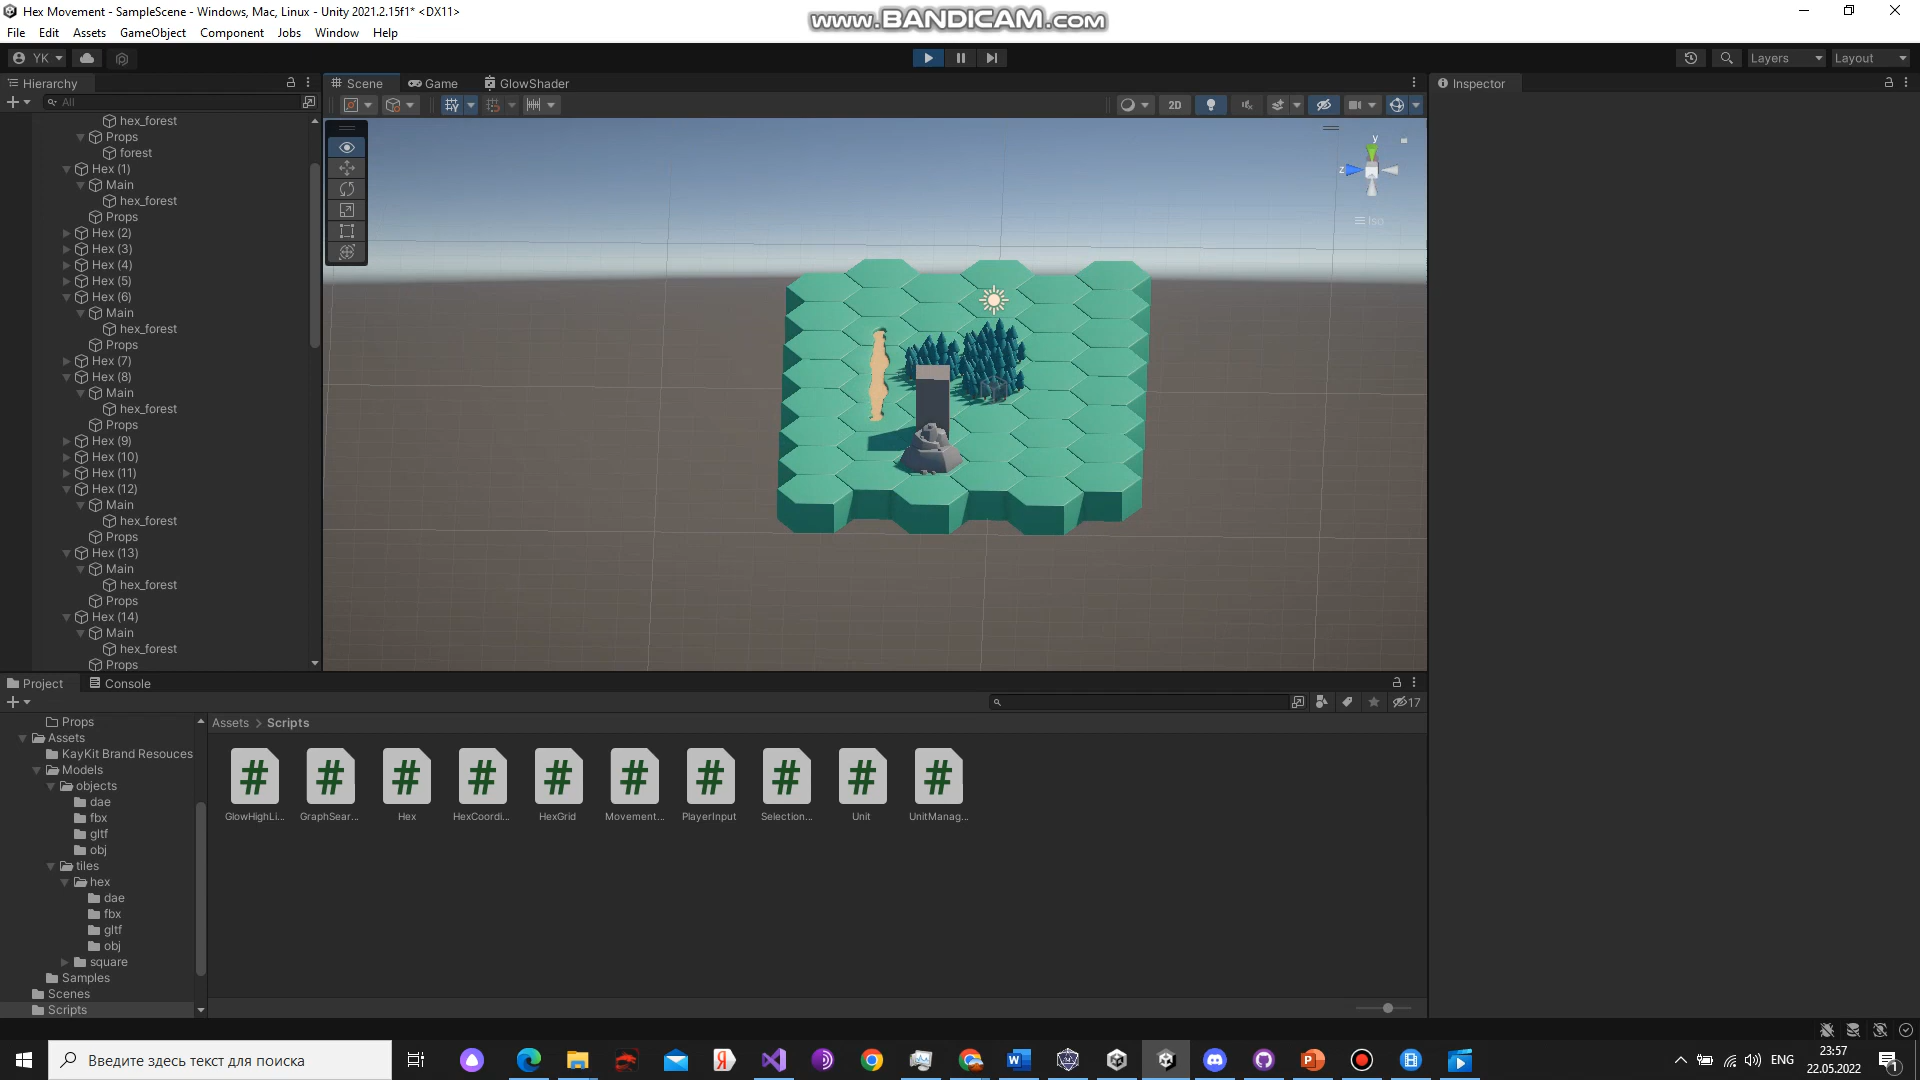 Hex Movement - SampleScene - Windows, Mac, Linux - Unity 2021.2.15f1* <DX11>
www.BANDICAM.com
File Edit Assets GameObject Component Jobs Window Help
YK
Layers
Layout
Hierarchy
All
hex_forest
Props
forest
Hex (1)
Main
hex_forest
Props
Hex (2)
Hex (3)
Hex (4)
Hex (5)
Hex (6)
Main
hex_forest
Props
Hex (7)
Hex (8)
Main
hex_forest
Props
Hex (9)
Hex (10)
Hex (11)
Hex (12)
Main
hex_forest
Props
Hex (13)
Main
hex_forest
Props
Hex (14)
Main
hex_forest
Props
Scene
Game
GlowShader
2D
y
z
Iso
Inspector
Project
Console
17
Props
Assets
KayKit Brand Resouces
Models
objects
dae
fbx
gltf
obj
tiles
hex
dae
fbx
gltf
obj
square
Samples
Scenes
Scripts
Assets > Scripts
# # # # # # # # # #
GlowHighLi... GraphSear... Hex HexCoordi... HexGrid Movement... PlayerInput Selection... Unit UnitManag...
Введите здесь текст для поиска
ENG
23:57
22.05.2022
1